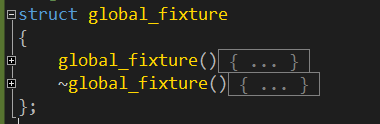 struct global_fixture
{
global_fixture() { ... }
~global_fixture() { ... }
};